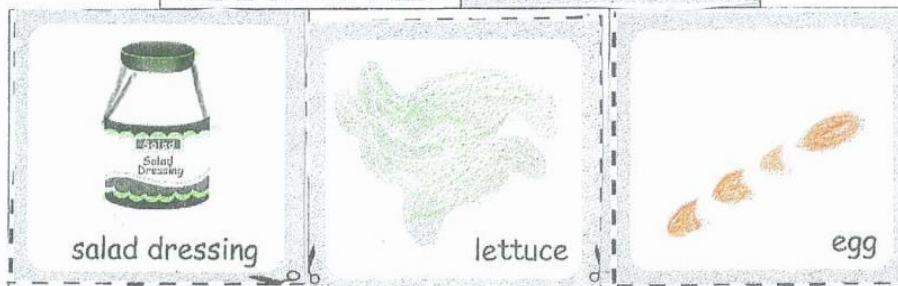 Salad
Salad
Dressing
salad dressing
lettuce
egg